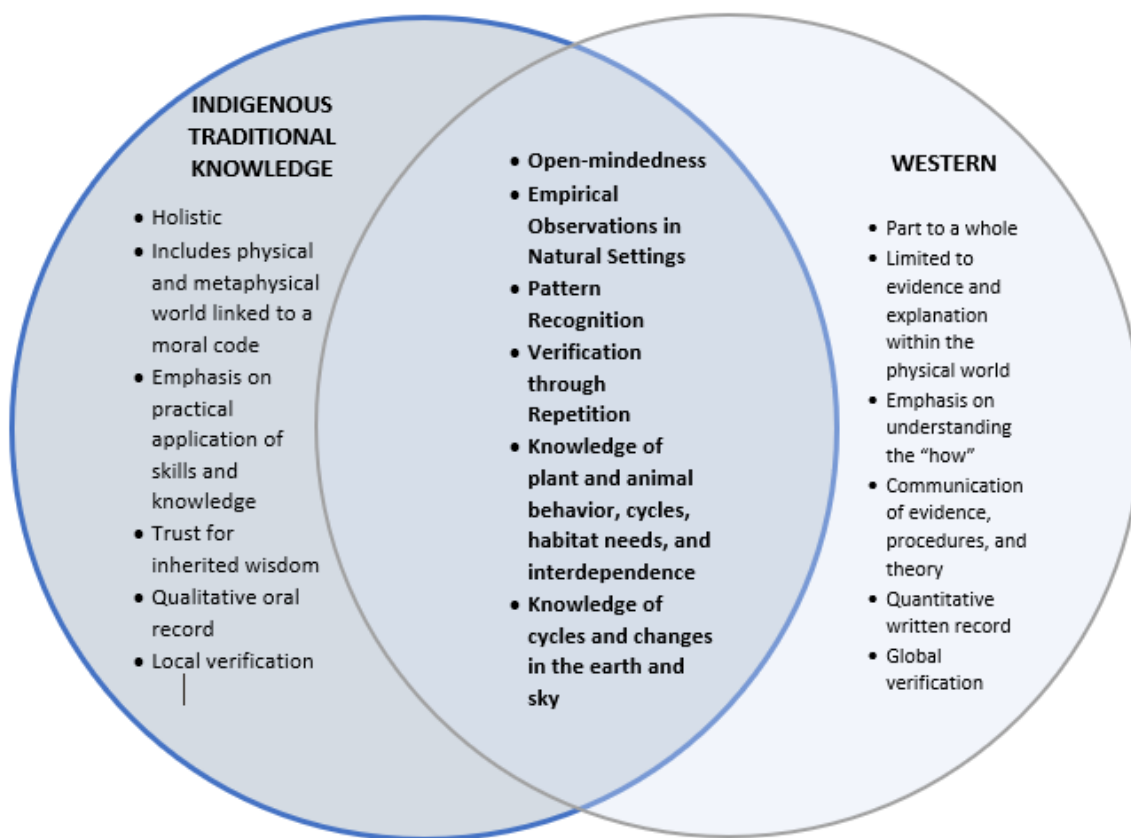 INDIGENOUS
TRADITIONAL
KNOWLEDGE
• Holistic
• Includes physical
and metaphysical
world linked to a
moral code
• Emphasis on
practical
application of
skills and
knowledge
• Trust for
inherited wisdom
• Qualitative oral
record
• Local verification
• Open-mindedness
• Empirical
Observations in
Natural Settings
• Pattern
Recognition
• Verification
through
Repetition
• Knowledge of
plant and animal
behavior, cycles,
habitat needs, and
interdependence
• Knowledge of
cycles and changes
in the earth and
sky
WESTERN
• Part to a whole
• Limited to
evidence and
explanation
within the
physical world
• Emphasis on
understanding
the “how”
• Communication
of evidence,
procedures, and
theory
• Quantitative
written record
• Global
verification